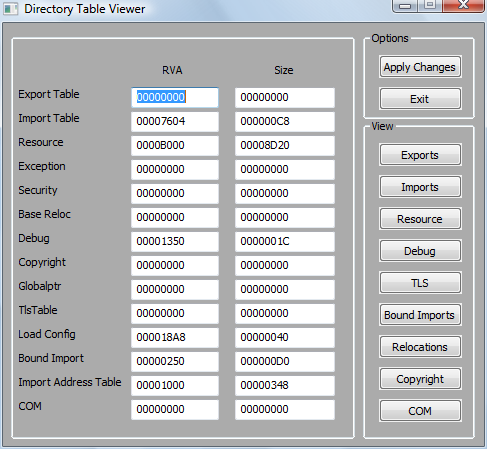 Directory Table Viewer
RVA Size
Export Table 00000000 00000000
Import Table 00007604 000000C8
Resource 0000B000 00008D20
Exception 00000000 00000000
Security 00000000 00000000
Base Reloc 00000000 00000000
Debug 00001350 0000001C
Copyright 00000000 00000000
Globalptr 00000000 00000000
TlsTable 00000000 00000000
Load Config 000018A8 00000040
Bound Import 00000250 000000D0
Import Address Table 00001000 00000348
COM 00000000 00000000
Options
Apply Changes
Exit
View
Exports
Imports
Resource
Debug
TLS
Bound Imports
Relocations
Copyright
COM